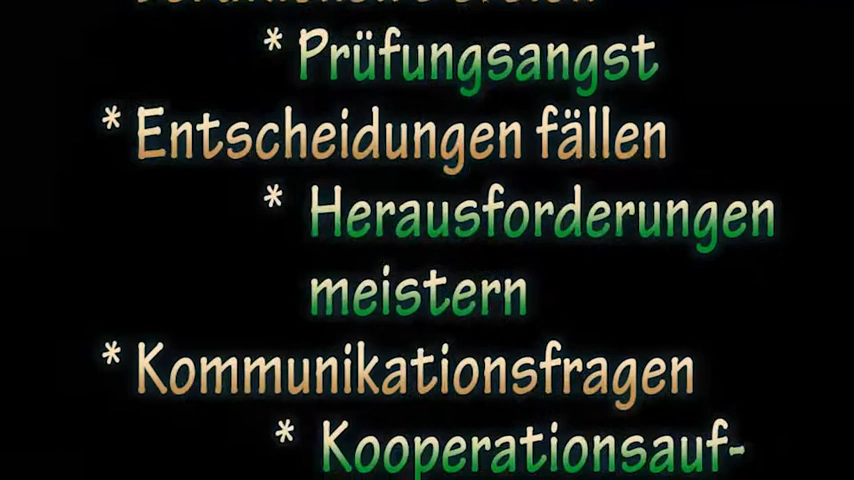 * Prüfungsangst
* Entscheidungen fällen
* Herausforderungen
meistern
* Kommunikationsfragen
* Kooperationsauf-